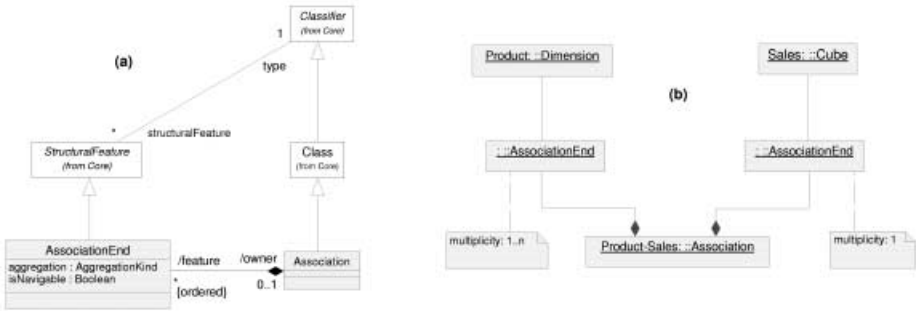 Classifier
(from Core)
1
(a)
type
*
structuralFeature
StructuralFeature
(from Core)
Class
(from Core)
AssociationEnd
aggregation : AggregationKind
isNavigable : Boolean
/feature
/owner
*
{ordered}
0..1
Association
Product: ::Dimension
Sales: ::Cube
(b)
: ::AssociationEnd
: ::AssociationEnd
multiplicity: 1..n
Product-Sales: ::Association
multiplicity: 1